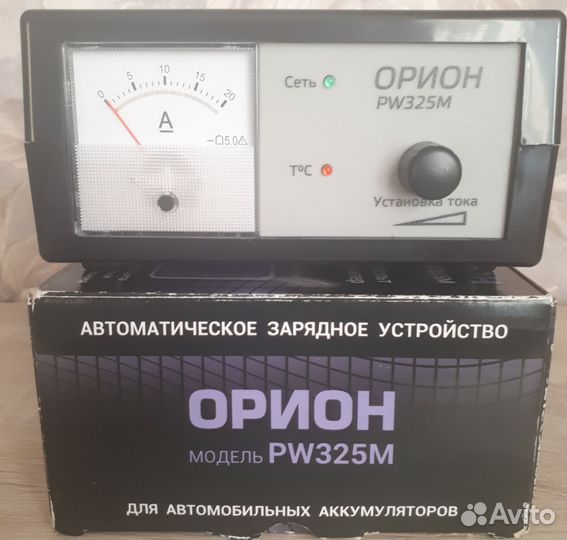 0 5 10 15 20
A
5.0
Сеть
ОРИОН
PW325M
T°C
Установка тока
АВТОМАТИЧЕСКОЕ ЗАРЯДНОЕ УСТРОЙСТВО
ОРИОН
МОДЕЛЬ PW325M
ДЛЯ АВТОМОБИЛЬНЫХ АККУМУЛЯТОРОВ
Avito